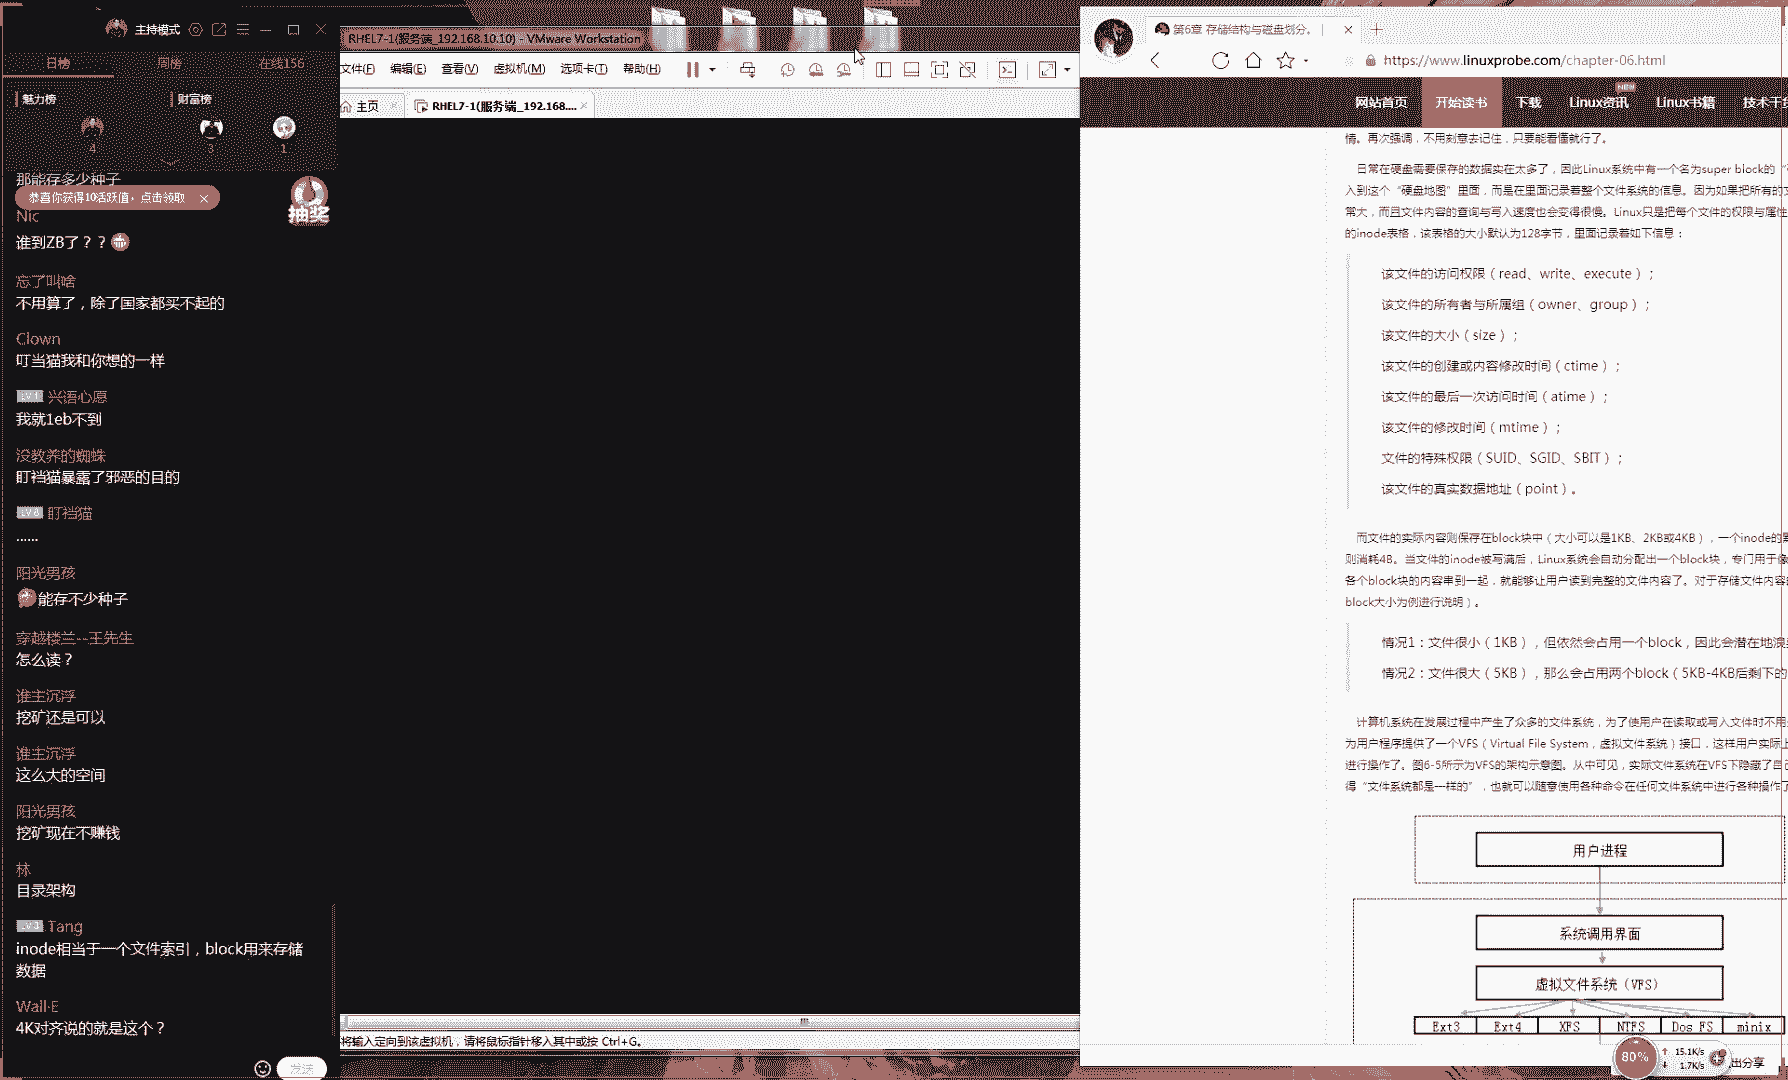 主持模式
日榜 周榜 在线156
魅力榜 财富榜
4 3 1
那能存多少种子
恭喜你获得10活跃值，点击领取
抽奖
Nic
谁到ZB了？？
忘了叫啥
不用算了，除了国家都买不起的
Clown
叮当猫我和你想的一样
LV 1 兴语心愿
我就1eb不到
没教养的蜘蛛
盯裆猫暴露了邪恶的目的
盯裆猫
......
阳光男孩
能存不少种子
穿越楼兰--王先生
怎么读？
谁主沉浮
挖矿还是可以
谁主沉浮
这么大的空间
阳光男孩
挖矿现在不赚钱
林
目录架构
LV 3 Tang
inode相当于一个文件索引，block用来存储
数据
Wall·E
4K对齐说的就是这个？
发送
RHEL7-1(服务端_192.168.10.10) - VMware Workstation
文件(F) 编辑(E) 查看(V) 虚拟机(M) 选项卡(T) 帮助(H)
主页 RHEL7-1(服务端_192.168....
将输入定向到该虚拟机，请将鼠标指针移入其中或按 Ctrl+G。
第6章 存储结构与磁盘划分。
https://www.linuxprobe.com/chapter-06.html
NEW
网站首页 开始读书 下载 Linux资讯 Linux书籍 技术干
情。再次强调，不用刻意去记住，只要能看懂就行了。
日常在硬盘需要保存的数据实在太多了，因此Linux系统中有一个名为super block的“
入到这个“硬盘地图”里面，而是在里面记录着整个文件系统的信息。因为如果把所有的文
常大，而且文件内容的查询与写入速度也会变得很慢。Linux只是把每个文件的权限与属性
的inode表格，该表格的大小默认为128字节，里面记录着如下信息：
该文件的访问权限（read、write、execute）；
该文件的所有者与所属组（owner、group）；
该文件的大小（size）；
该文件的创建或内容修改时间（ctime）；
该文件的最后一次访问时间（atime）；
该文件的修改时间（mtime）；
文件的特殊权限（SUID、SGID、SBIT）；
该文件的真实数据地址（point）。
而文件的实际内容则保存在block块中（大小可以是1KB、2KB或4KB），一个inode的
则消耗4B。当文件的inode被写满后，Linux系统会自动分配出一个block块，专门用于像
各个block块的内容串到一起，就能够让用户读到完整的文件内容了。对于存储文件内容的
block大小为例进行说明）。
情况1：文件很小（1KB），但依然会占用一个block，因此会潜在地浪
情况2：文件很大（5KB），那么会占用两个block（5KB-4KB后剩下的
计算机系统在发展过程中产生了众多的文件系统，为了使用户在读取或写入文件时不用
为用户程序提供了一个VFS（Virtual File System，虚拟文件系统）接口，这样用户实际上
进行操作了。图6-5所示为VFS的架构示意图。从中可见，实际文件系统在VFS下隐藏了自己
得“文件系统都是一样的”，也就可以随意使用各种命令在任何文件系统中进行各种操作了
用户进程
系统调用界面
虚拟文件系统（VFS）
Ext3 Ext4 XFS NTFS Dos FS minix
80%
15.1K/s
1.7K/s
出分享